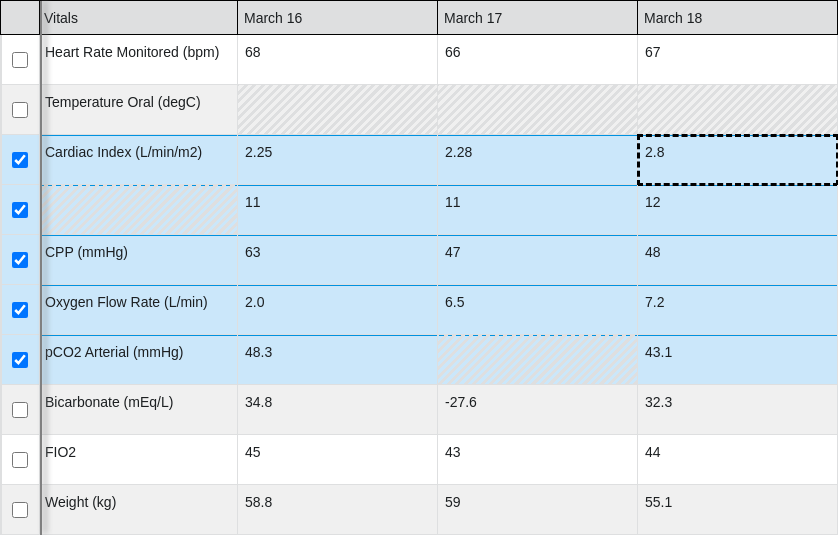 Vitals March 16 March 17 March 18
Heart Rate Monitored (bpm) 68 66 67
Temperature Oral (degC)
Cardiac Index (L/min/m2) 2.25 2.28 2.8
11 11 12
CPP (mmHg) 63 47 48
Oxygen Flow Rate (L/min) 2.0 6.5 7.2
pCO2 Arterial (mmHg) 48.3 43.1
Bicarbonate (mEq/L) 34.8 -27.6 32.3
FIO2 45 43 44
Weight (kg) 58.8 59 55.1